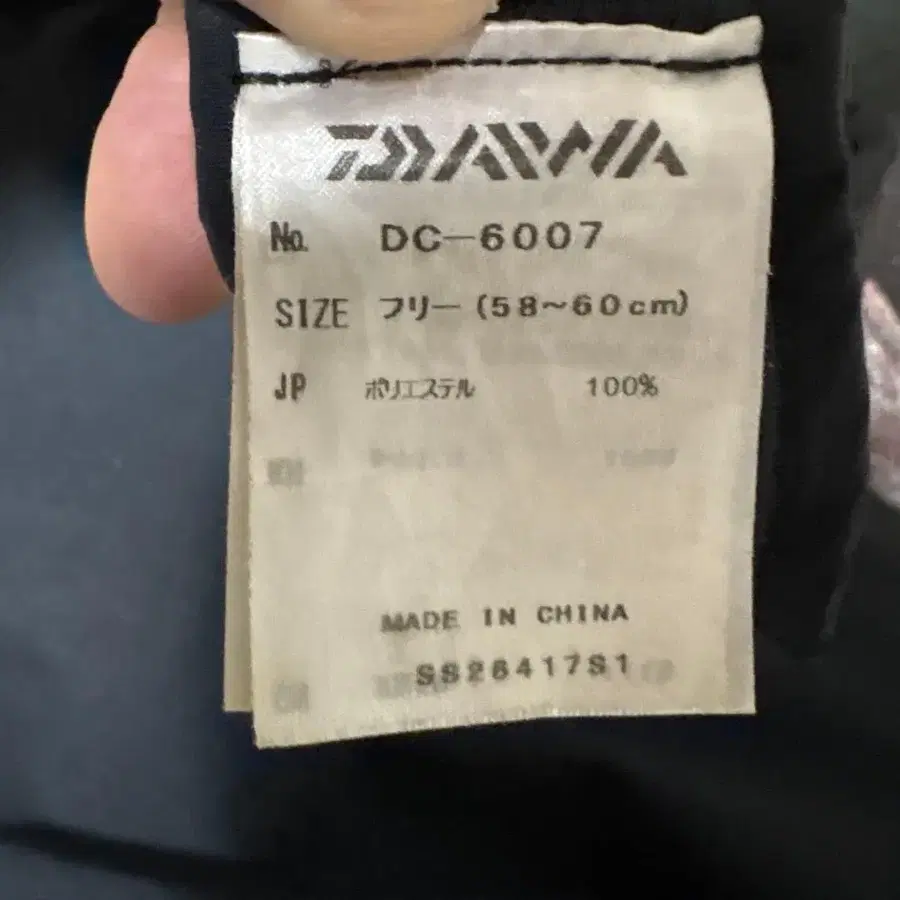 DAIWA
No. DC-6007
SIZE フリー(58~60cm)
JP ポリエステル 100%
MADE IN CHINA
SS26417S1